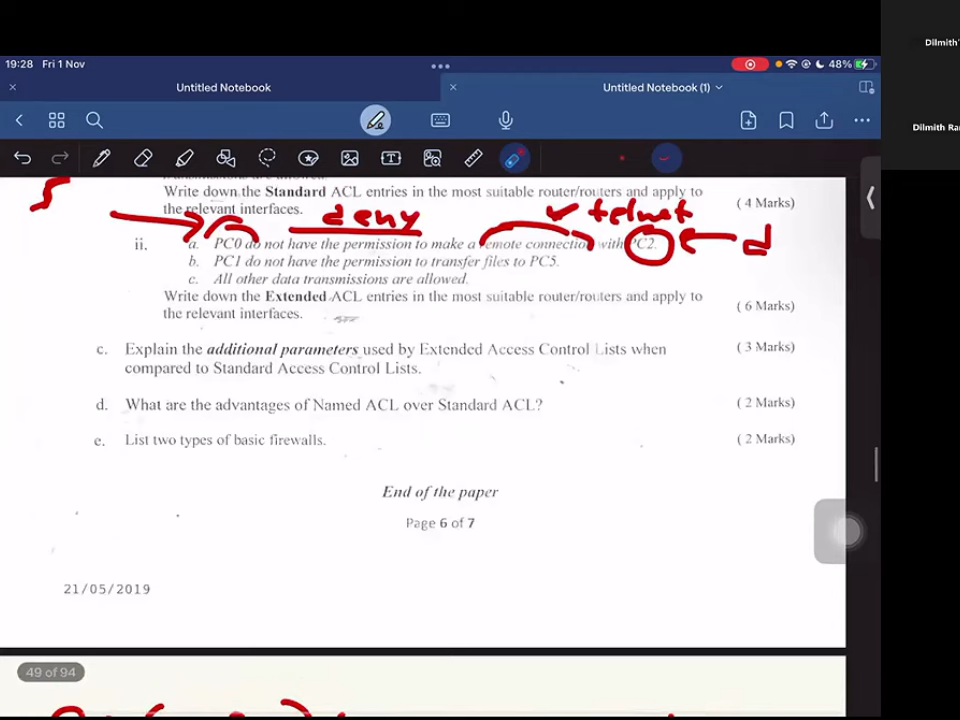 19:28 Fri 1 Nov
48%
Dilmith'
Untitled Notebook
Untitled Notebook (1)
Dilmith Ran
Write down the Standard ACL entries in the most suitable router/routers and apply to
the relevant interfaces.
( 4 Marks)
S
deny
telnet
ii. a. PC0 do not have the permission to make a remote connection with PC2.
d
b. PC1 do not have the permission to transfer files to PC5.
c. All other data transmissions are allowed.
Write down the Extended ACL entries in the most suitable router/routers and apply to
the relevant interfaces.
( 6 Marks)
c. Explain the additional parameters used by Extended Access Control Lists when
compared to Standard Access Control Lists.
( 3 Marks)
d. What are the advantages of Named ACL over Standard ACL?
( 2 Marks)
e. List two types of basic firewalls.
( 2 Marks)
End of the paper
Page 6 of 7
21/05/2019
49 of 94